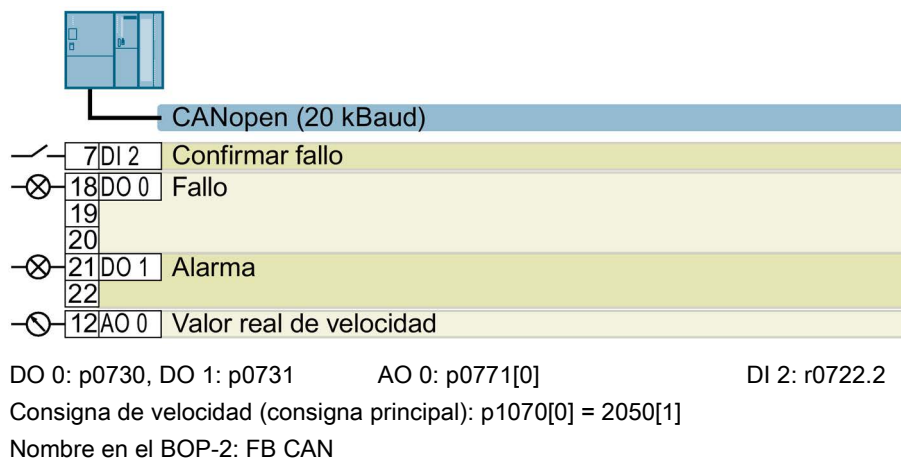 CANopen (20 kBaud)
7 DI 2 Confirmar fallo
18 DO 0 Fallo
19
20
21 DO 1 Alarma
22
12 AO 0 Valor real de velocidad
DO 0: p0730, DO 1: p0731 AO 0: p0771[0] DI 2: r0722.2
Consigna de velocidad (consigna principal): p1070[0] = 2050[1]
Nombre en el BOP-2: FB CAN